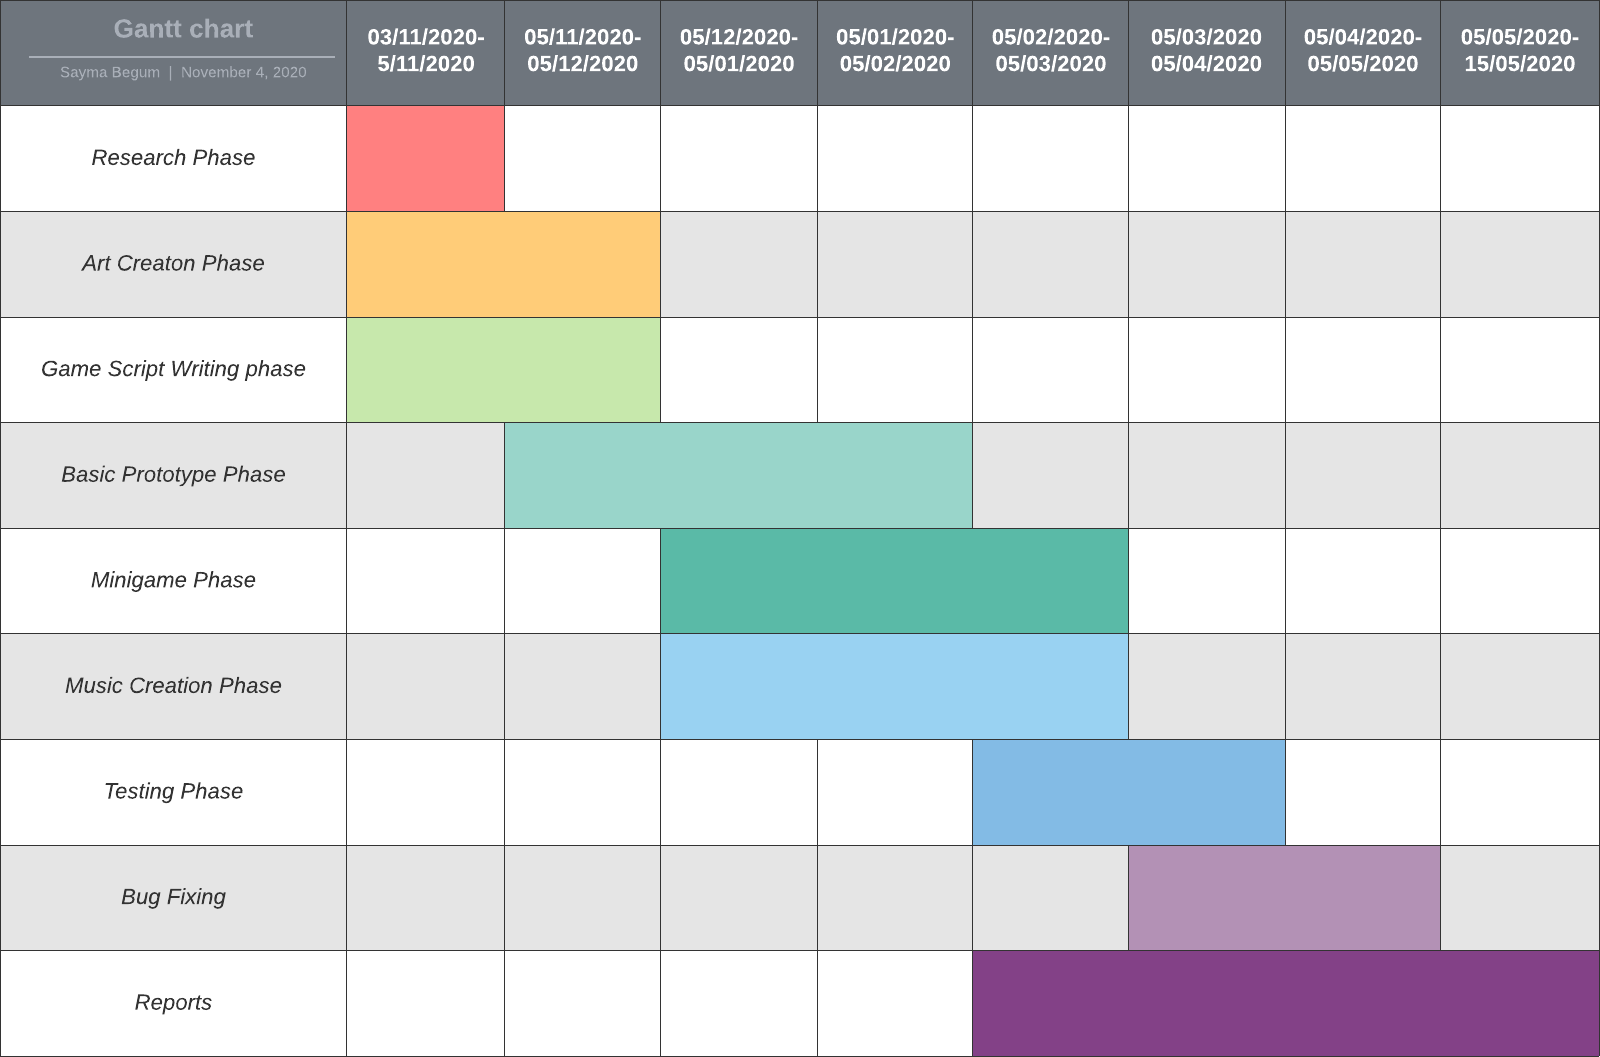 Gantt chart
Sayma Begum | November 4, 2020
03/11/2020-
5/11/2020
05/11/2020-
05/12/2020
05/12/2020-
05/01/2020
05/01/2020-
05/02/2020
05/02/2020-
05/03/2020
05/03/2020
05/04/2020
05/04/2020-
05/05/2020
05/05/2020-
15/05/2020
Research Phase
Art Creaton Phase
Game Script Writing phase
Basic Prototype Phase
Minigame Phase
Music Creation Phase
Testing Phase
Bug Fixing
Reports